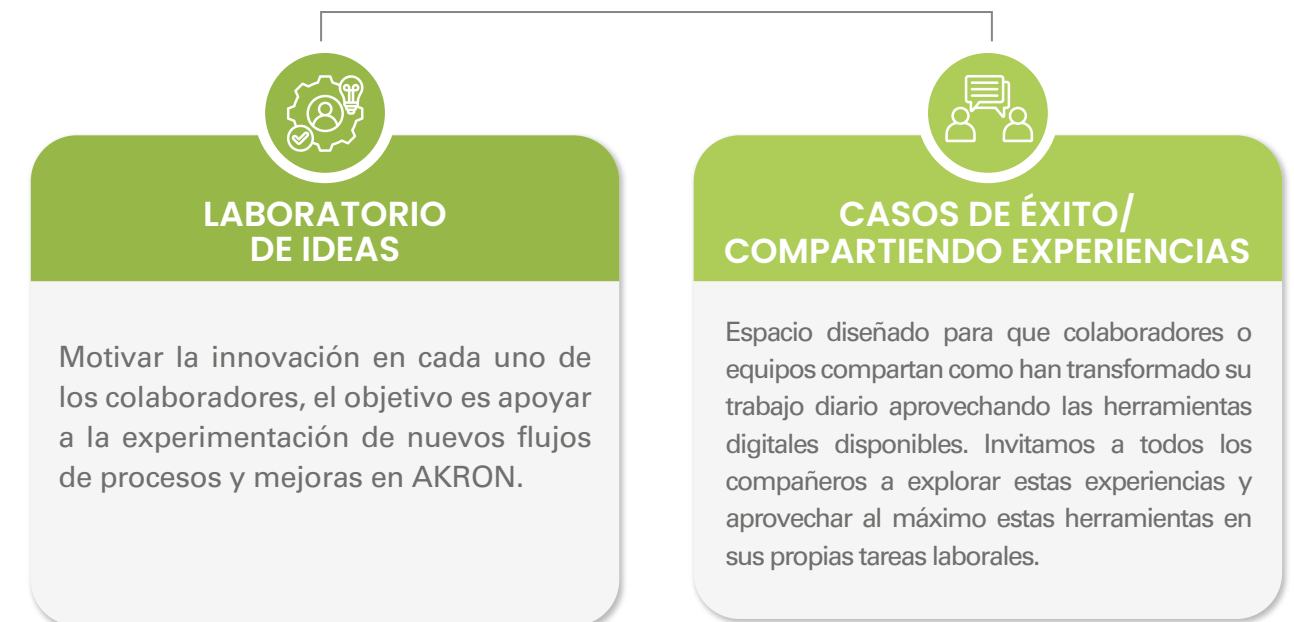 LABORATORIO
DE IDEAS
Motivar la innovación en cada uno de
los colaboradores, el objetivo es apoyar
a la experimentación de nuevos flujos
de procesos y mejoras en AKRON.
CASOS DE ÉXITO/
COMPARTIENDO EXPERIENCIAS
Espacio diseñado para que colaboradores o
equipos compartan como han transformado su
trabajo diario aprovechando las herramientas
digitales disponibles. Invitamos a todos los
compañeros a explorar estas experiencias y
aprovechar al máximo estas herramientas en
sus propias tareas laborales.